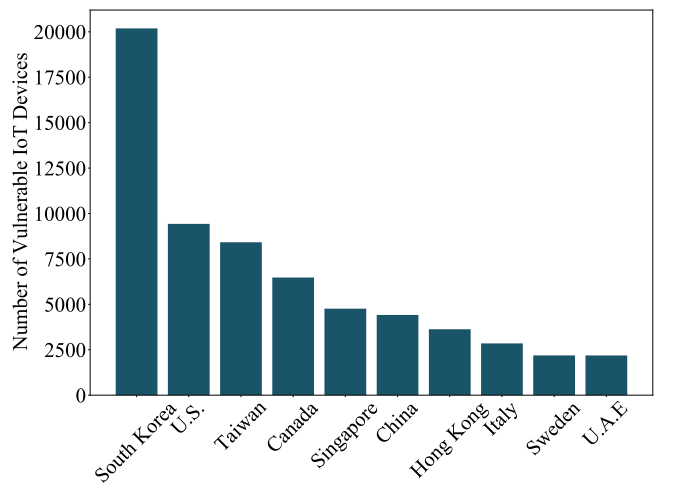 Number of Vulnerable IoT Devices
20000
17500
15000
12500
10000
7500
5000
2500
0
South Korea
U.S.
Taiwan
Canada
Singapore
China
Hong Kong
Italy
Sweden
U.A.E